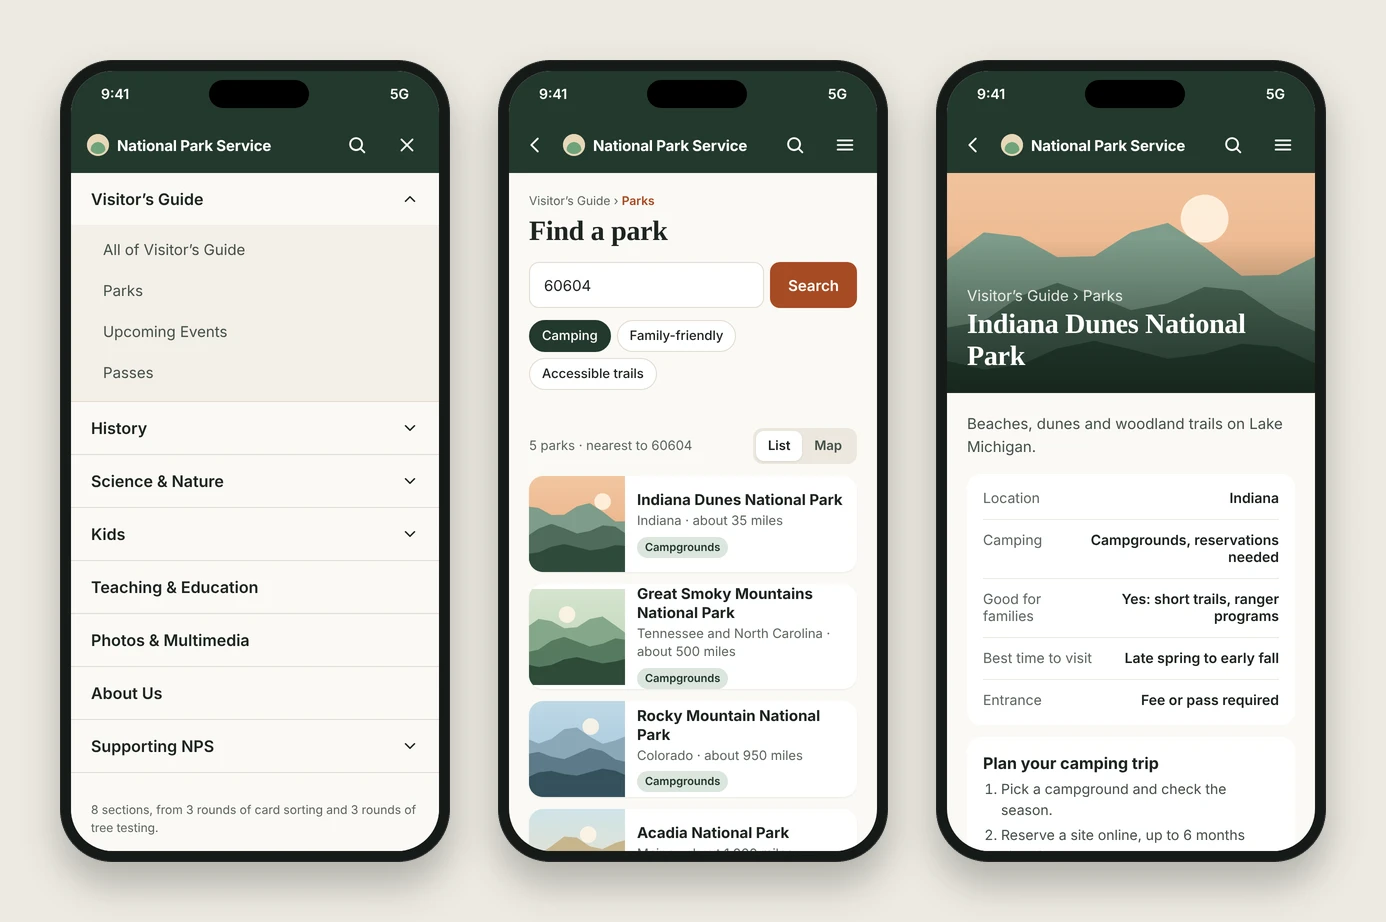 9:41
5G
National Park Service
Visitor’s Guide
All of Visitor’s Guide
Parks
Upcoming Events
Passes
History
Science & Nature
Kids
Teaching & Education
Photos & Multimedia
About Us
Supporting NPS
8 sections, from 3 rounds of card sorting and 3 rounds of
tree testing.
9:41
5G
National Park Service
Visitor’s Guide › Parks
Find a park
60604
Search
Camping
Family-friendly
Accessible trails
5 parks · nearest to 60604
List
Map
Indiana Dunes National Park
Indiana · about 35 miles
Campgrounds
Great Smoky Mountains
National Park
Tennessee and North Carolina ·
about 500 miles
Campgrounds
Rocky Mountain National
Park
Colorado · about 950 miles
Campgrounds
Acadia National Park
9:41
5G
National Park Service
Visitor’s Guide › Parks
Indiana Dunes National
Park
Beaches, dunes and woodland trails on Lake
Michigan.
Location
Indiana
Camping
Campgrounds, reservations
needed
Good for
families
Yes: short trails, ranger
programs
Best time to visit
Late spring to early fall
Entrance
Fee or pass required
Plan your camping trip
1. Pick a campground and check the
season.
2. Reserve a site online, up to 6 months